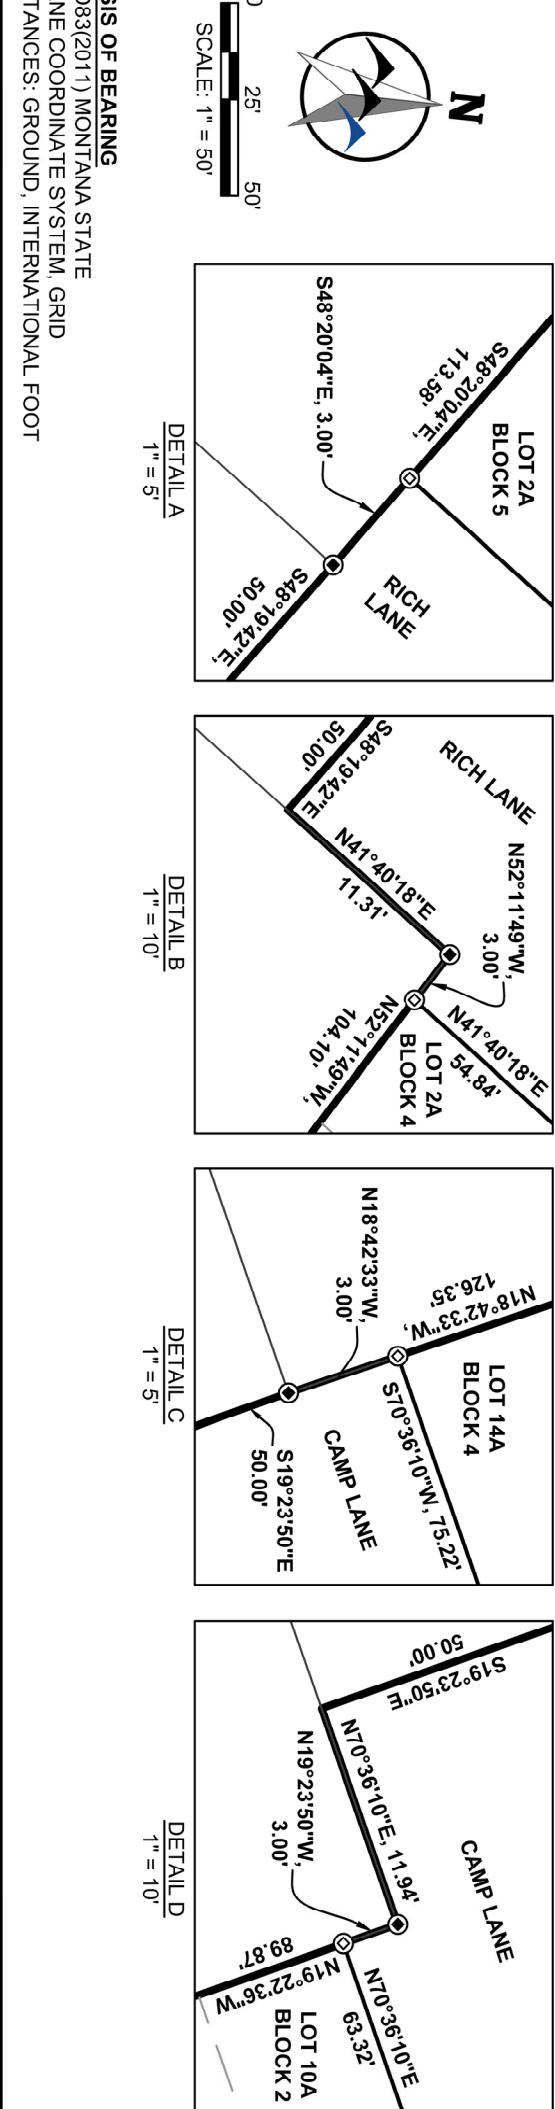 N
0
25'
50'
SCALE: 1" = 50'
SIS OF BEARING
083(2011) MONTANA STATE
NE COORDINATE SYSTEM, GRID
TANCES: GROUND, INTERNATIONAL FOOT
S48°20'04"E,
113.58'
LOT 2A
BLOCK 5
S48°20'04"E, 3.00'
RICH
LANE
S48°19'42"E,
50.00'
DETAIL A
1" = 5'
RICH LANE
S48°19'42"E
50.00'
N41°40'18"E
11.31'
N52°11'49"W,
3.00'
N41°40'18"E
54.84'
LOT 2A
BLOCK 4
N52°11'49"W,
104.10'
DETAIL B
1" = 10'
N18°42'33"W,
126.35'
LOT 14A
BLOCK 4
N18°42'33"W,
3.00'
S70°36'10"W, 75.22'
CAMP LANE
S19°23'50"E
50.00'
DETAIL C
1" = 5'
S19°23'50"E
50.00'
CAMP LANE
N70°36'10"E, 11.94'
N19°23'50"W,
3.00'
N70°36'10"E
63.32'
N19°22'36"W
89.87'
LOT 10A
BLOCK 2
DETAIL D
1" = 10'